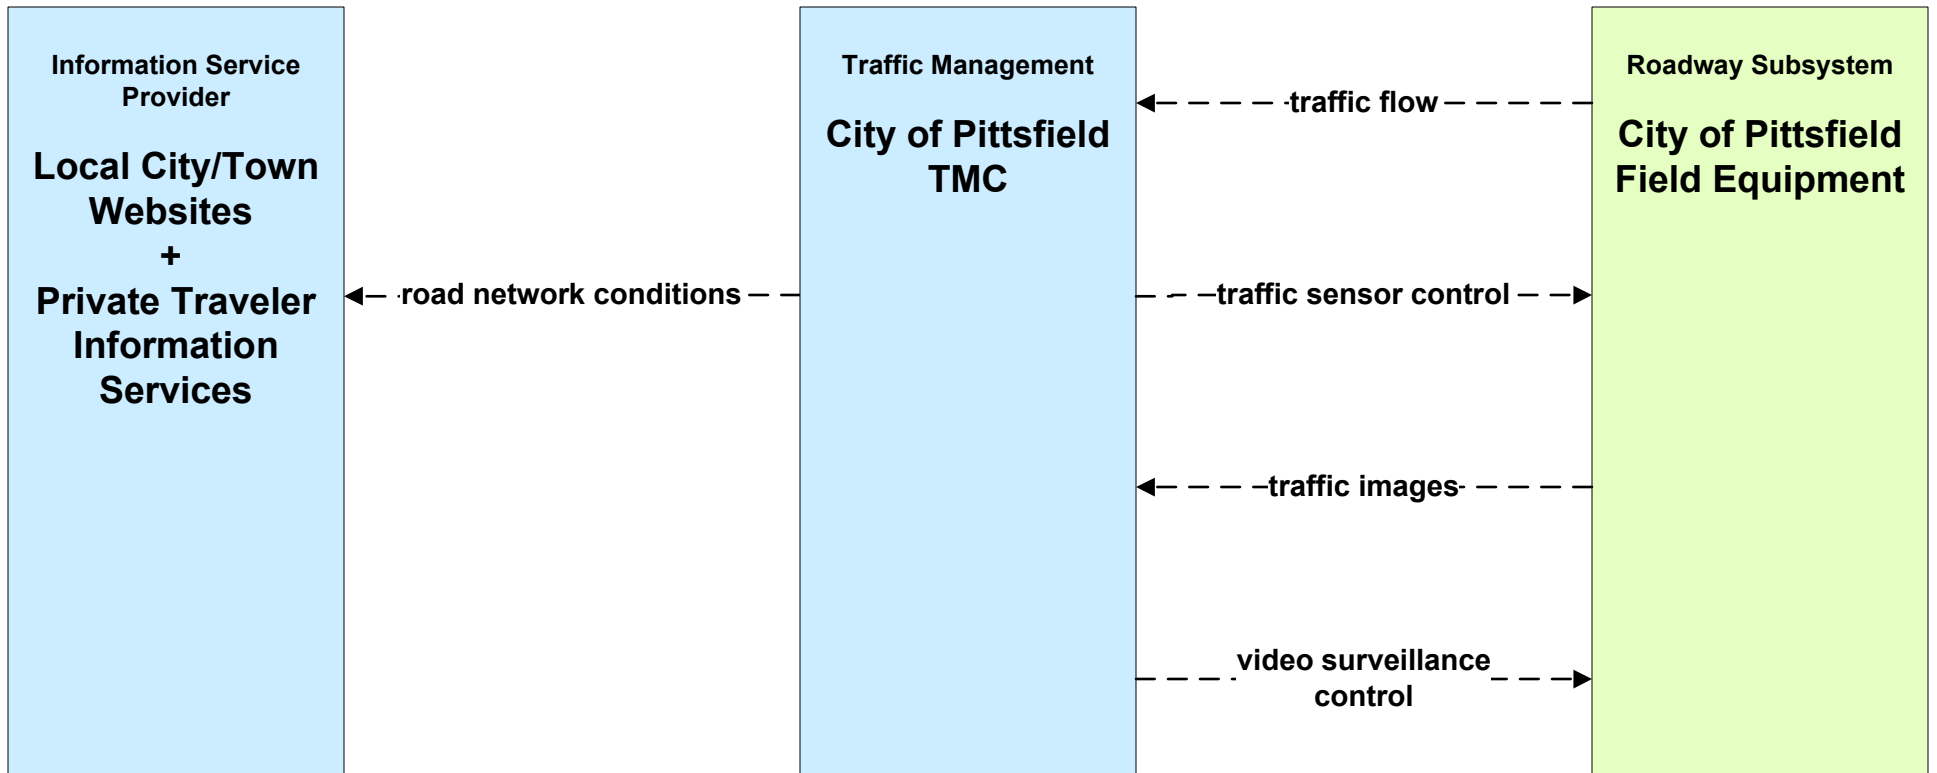 Information Service
Provider
Local City/Town
Websites
+
Private Traveler
Information
Services
road network conditions
Traffic Management
City of Pittsfield
TMC
traffic flow
traffic sensor control
traffic images
video surveillance
control
Roadway Subsystem
City of Pittsfield
Field Equipment